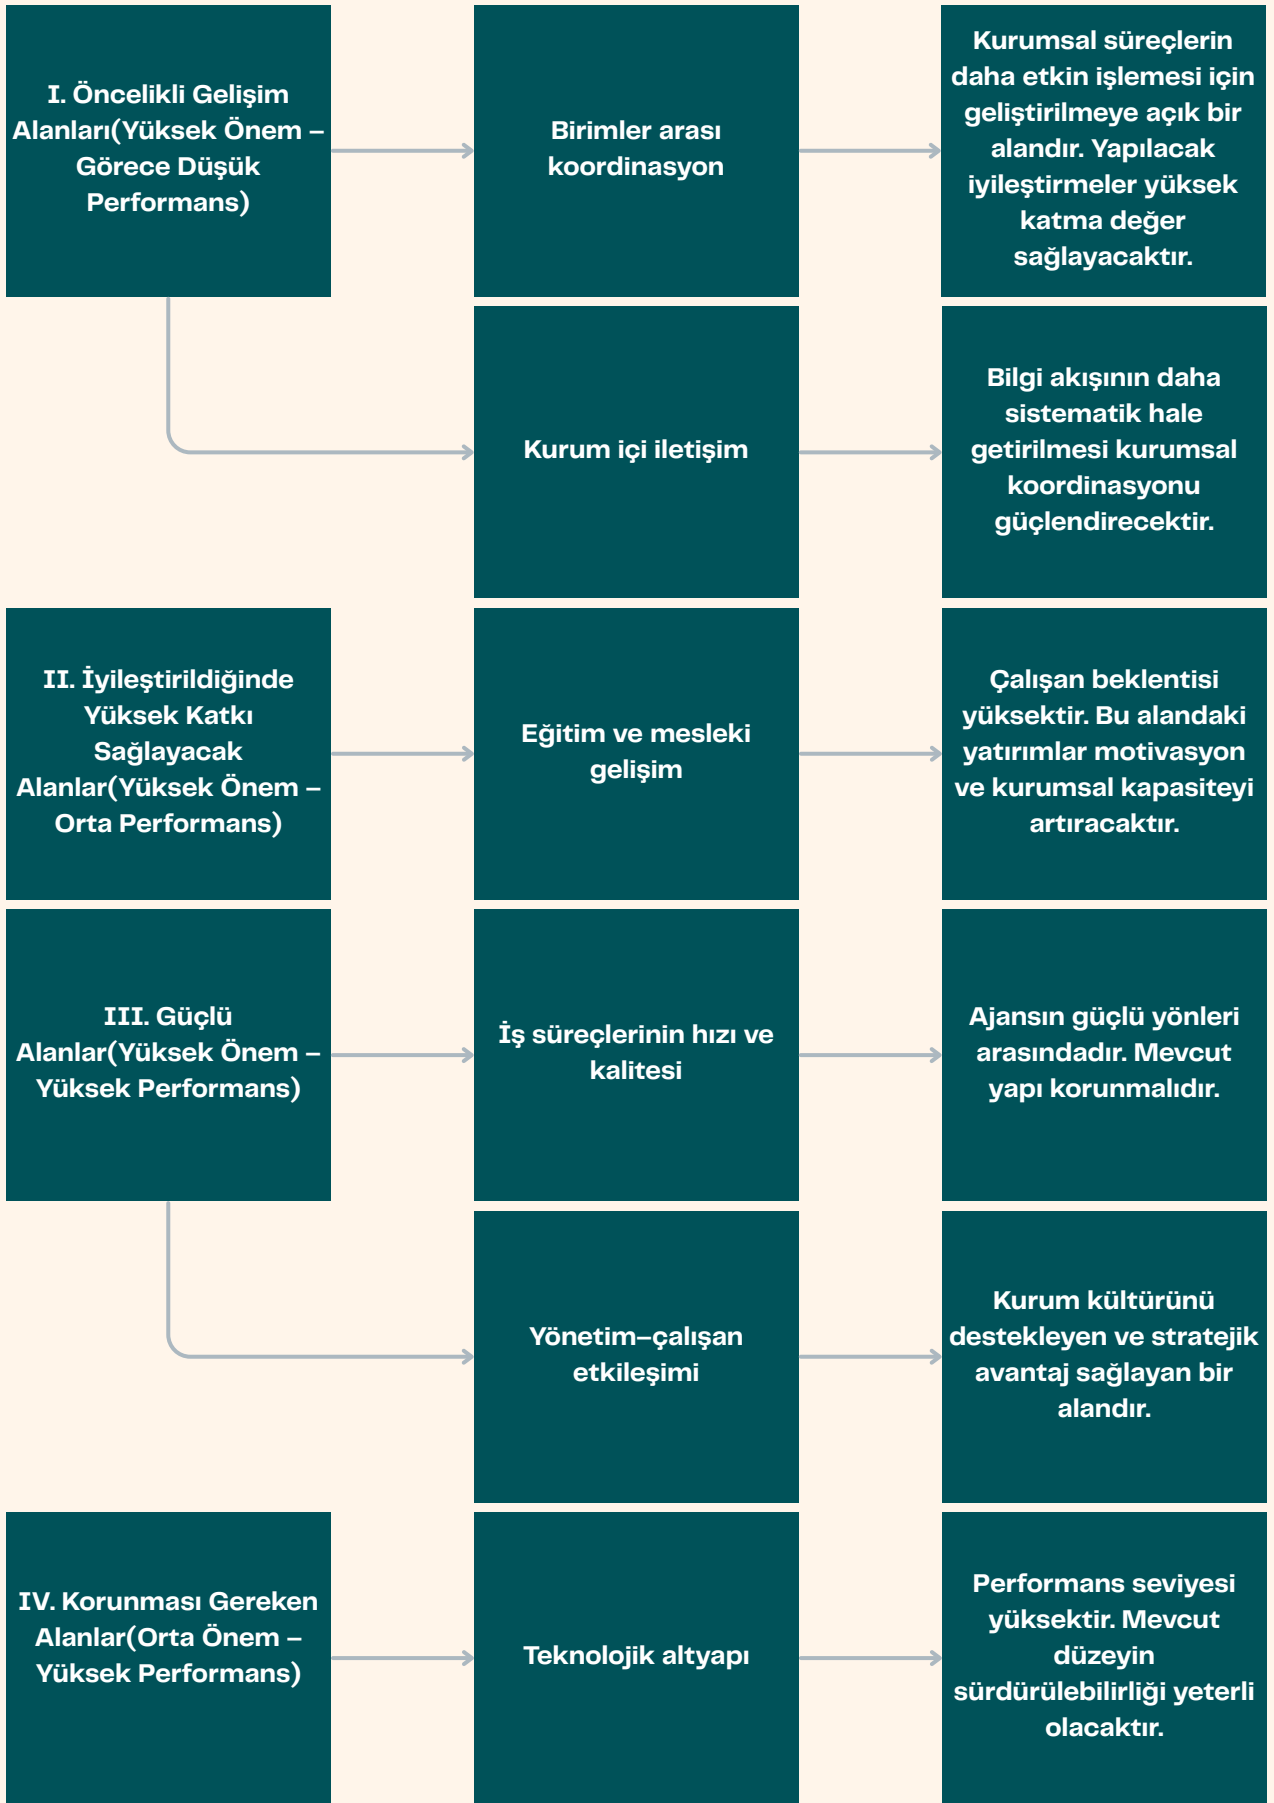 I. Öncelikli Gelişim
Alanları(Yüksek Önem –
Görece Düşük
Performans)
Birimler arası
koordinasyon
Kurumsal süreçlerin
daha etkin işlemesi için
geliştirilmeye açık bir
alandır. Yapılacak
iyileştirmeler yüksek
katma değer
sağlayacaktır.
Kurum içi iletişim
Bilgi akışının daha
sistematik hale
getirilmesi kurumsal
koordinasyonu
güçlendirecektir.
II. İyileştirildiğinde
Yüksek Katkı
Sağlayacak
Alanlar(Yüksek Önem –
Orta Performans)
Eğitim ve mesleki
gelişim
Çalışan beklentisi
yüksektir. Bu alandaki
yatırımlar motivasyon
ve kurumsal kapasiteyi
artıracaktır.
III. Güçlü
Alanlar(Yüksek Önem –
Yüksek Performans)
İş süreçlerinin hızı ve
kalitesi
Ajansın güçlü yönleri
arasındadır. Mevcut
yapı korunmalıdır.
Yönetim–çalışan
etkileşimi
Kurum kültürünü
destekleyen ve stratejik
avantaj sağlayan bir
alandır.
IV. Korunması Gereken
Alanlar(Orta Önem –
Yüksek Performans)
Teknolojik altyapı
Performans seviyesi
yüksektir. Mevcut
düzeyin
sürdürülebilirliği yeterli
olacaktır.